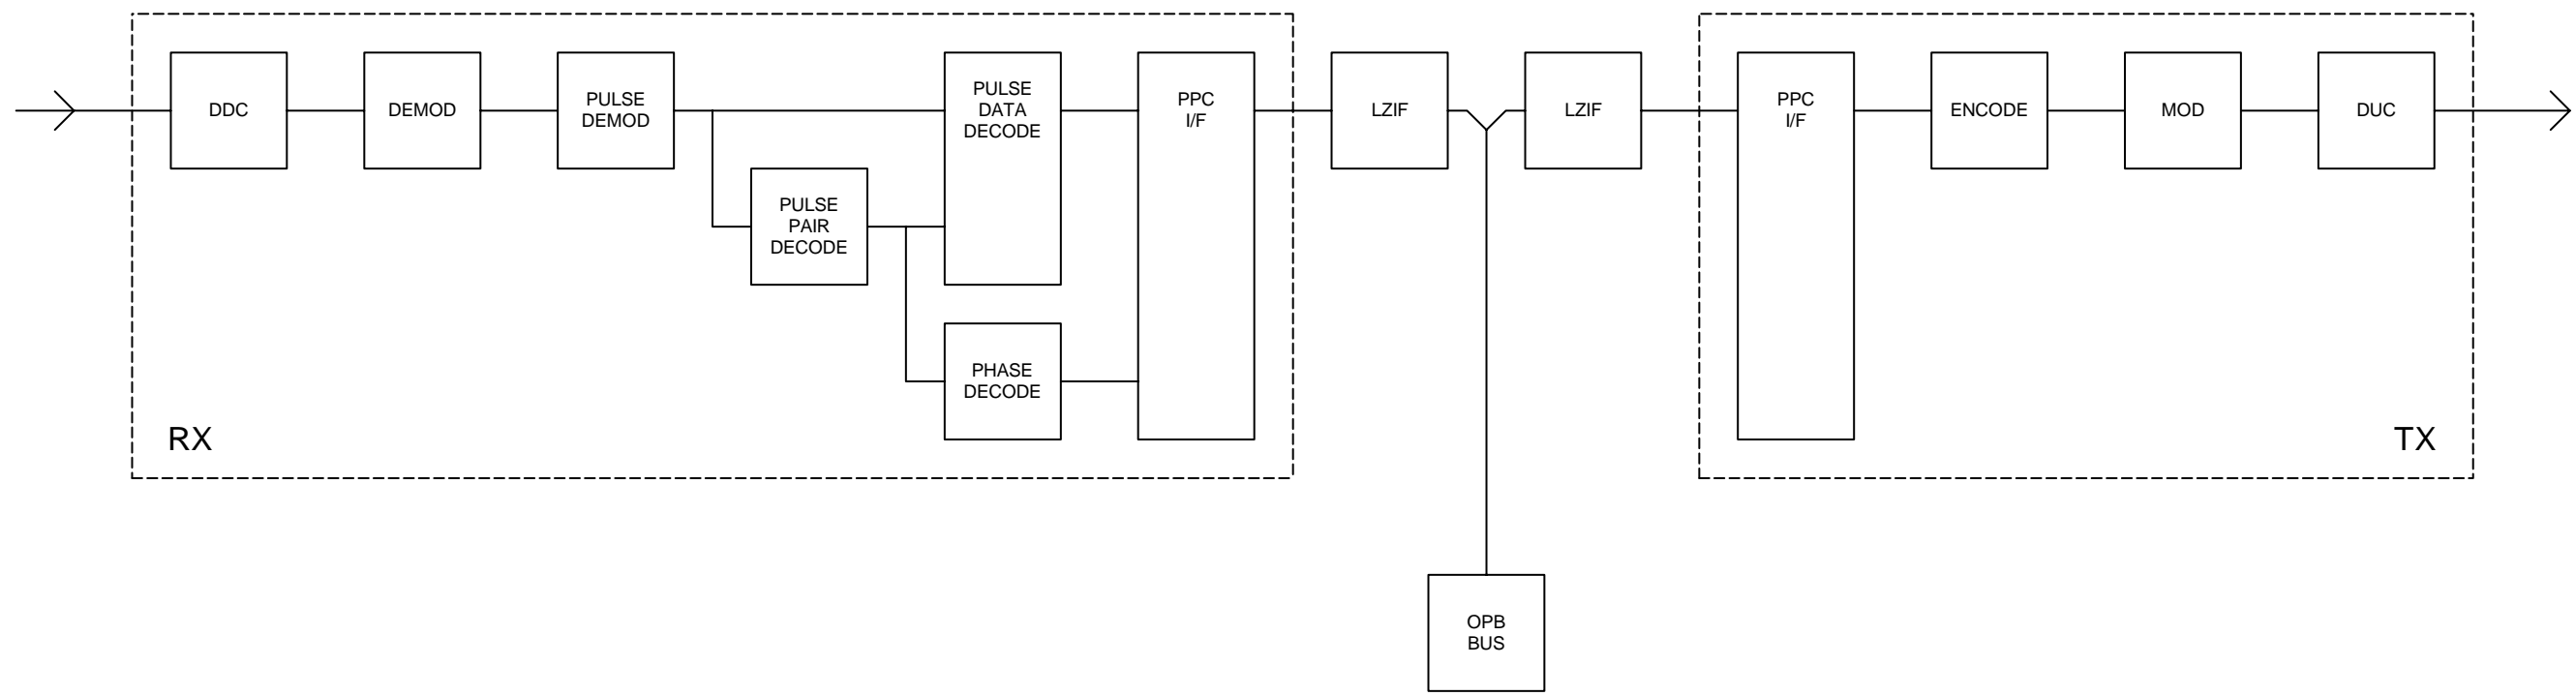 DDC
DEMOD
PULSE
DEMOD
PULSE
PAIR
DECODE
PULSE
DATA
DECODE
PHASE
DECODE
PPC
I/F
RX
LZIF
LZIF
OPB
BUS
PPC
I/F
ENCODE
MOD
DUC
TX